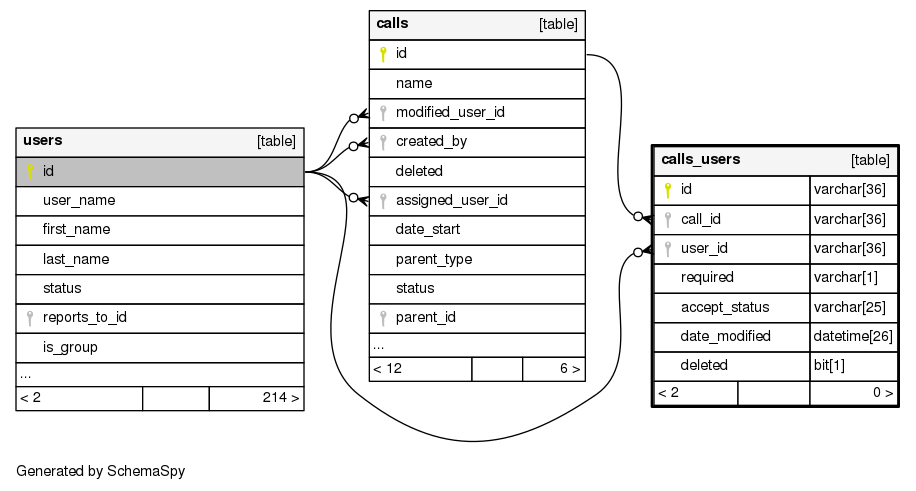 users [table]
id
user_name
first_name
last_name
status
reports_to_id
is_group
...
< 2 214 >
calls [table]
id
name
modified_user_id
created_by
deleted
assigned_user_id
date_start
parent_type
status
parent_id
...
< 12 6 >
calls_users [table]
id varchar[36]
call_id varchar[36]
user_id varchar[36]
required varchar[1]
accept_status varchar[25]
date_modified datetime[26]
deleted bit[1]
< 2 0 >
Generated by SchemaSpy